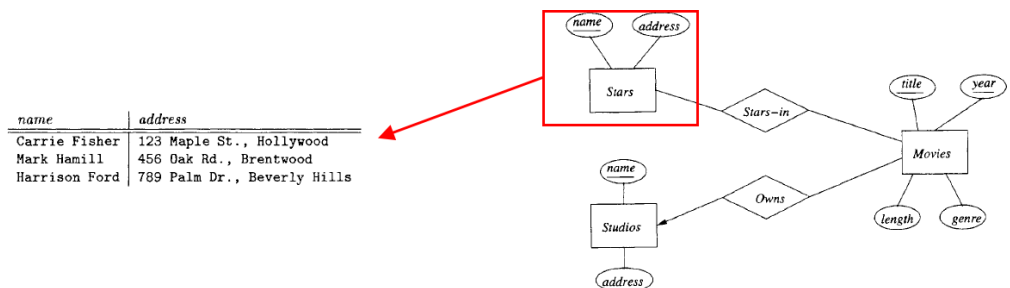 name address
Carrie Fisher 123 Maple St., Hollywood
Mark Hamill 456 Oak Rd., Brentwood
Harrison Ford 789 Palm Dr., Beverly Hills
name address
Stars
Stars-in
title year
Movies
length genre
name
Owns
Studios
address